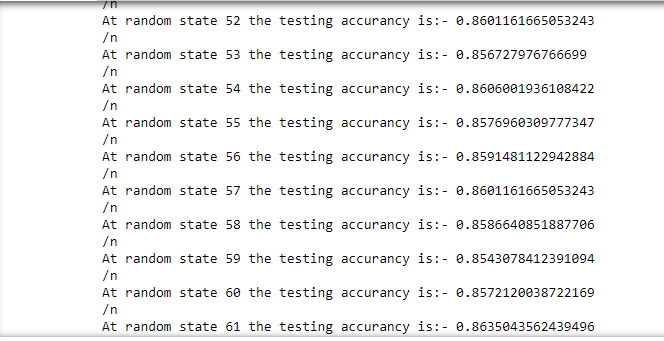 /n
At random state 52 the testing accurancy is:- 0.8601161665053243
/n
At random state 53 the testing accurancy is:- 0.856727976766699
/n
At random state 54 the testing accurancy is:- 0.8606001936108422
/n
At random state 55 the testing accurancy is:- 0.8576960309777347
/n
At random state 56 the testing accurancy is:- 0.8591481122942884
/n
At random state 57 the testing accurancy is:- 0.8601161665053243
/n
At random state 58 the testing accurancy is:- 0.8586640851887706
/n
At random state 59 the testing accurancy is:- 0.8543078412391094
/n
At random state 60 the testing accurancy is:- 0.8572120038722169
/n
At random state 61 the testing accurancy is:- 0.8635043562439496